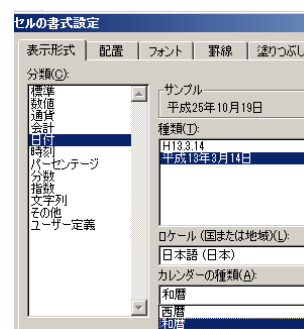 セルの書式設定
表示形式 配置 フォント 罫線 塗りつぶし
分類(C):
標準
数値
通貨
会計
日付
時刻
パーセンテージ
分数
指数
文字列
その他
ユーザー定義
サンプル
平成25年10月19日
種類(T):
H13.3.14
平成13年3月14日
ロケール (国または地域)(L):
日本語 (日本)
カレンダーの種類(A):
和暦
西暦
和暦